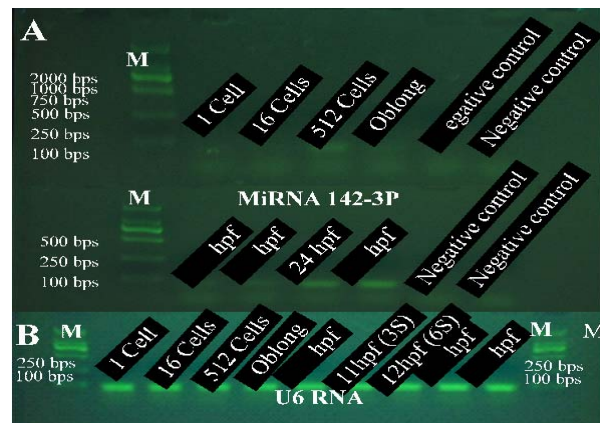 A
M
2000 bps
1000 bps
750 bps
500 bps
250 bps
100 bps
1 Cell
16 Cells
512 Cells
Oblong
egative control
Negative control
MiRNA 142-3P
M
500 bps
250 bps
100 bps
hpf
hpf
24 hpf
hpf
Negative control
Negative control
B
M
250 bps
100 bps
1 Cell
16 Cells
512 Cells
Oblong
hpf
11hpf (3S)
12hpf (6S)
hpf
hpf
U6 RNA
M
250 bps
100 bps
M